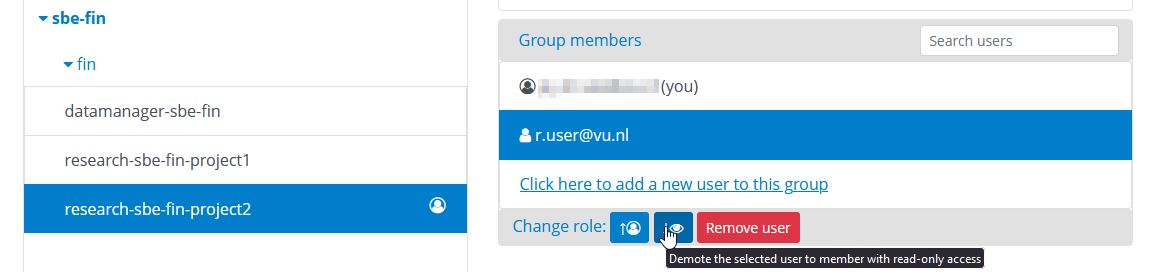 sbe-fin
fin
datamanager-sbe-fin
research-sbe-fin-project1
research-sbe-fin-project2
Group members
Search users
(you)
r.user@vu.nl
Click here to add a new user to this group
Change role:
Remove user
Demote the selected user to member with read-only access